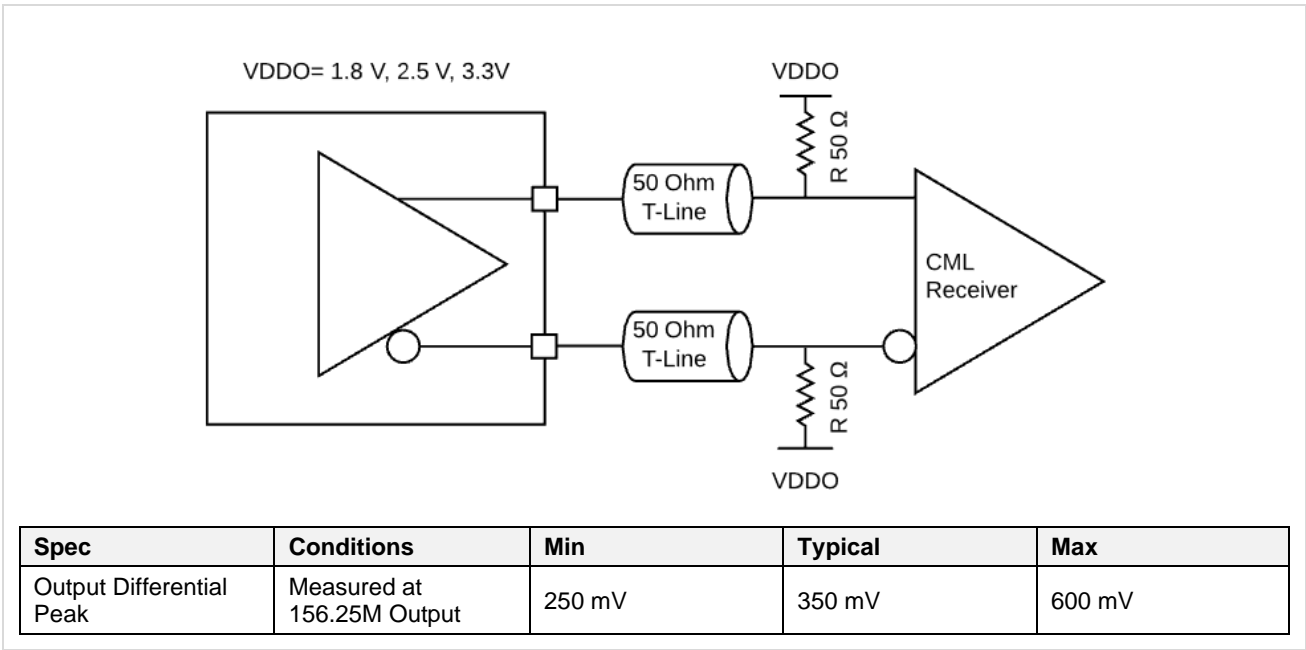 VDDO= 1.8 V, 2.5 V, 3.3V
VDDO
R 50 Ω
50 Ohm
T-Line
CML
Receiver
50 Ohm
T-Line
R 50 Ω
VDDO
Spec Conditions Min Typical Max
Output Differential Peak Measured at 156.25M Output 250 mV 350 mV 600 mV